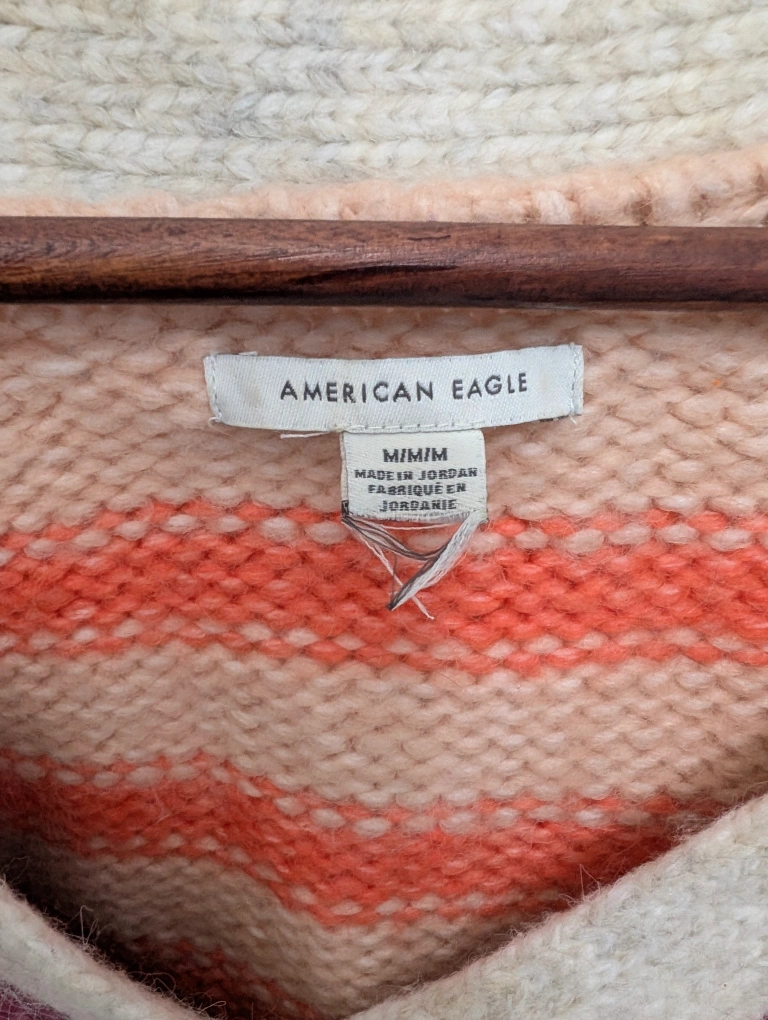 AMERICAN EAGLE
M/M/M
MADE IN JORDAN
FABRIQUÉ EN
JORDANIE